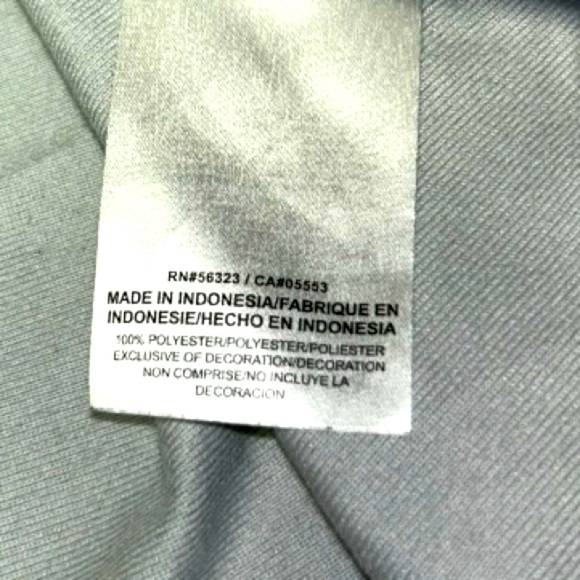 RN#56323 / CA#05553
MADE IN INDONESIA/FABRIQUE EN
INDONESIE/HECHO EN INDONESIA
100% POLYESTER/POLYESTER/POLIESTER
EXCLUSIVE OF DECORATION/DECORATION
NON COMPRISE/NO INCLUYE LA
DECORACION